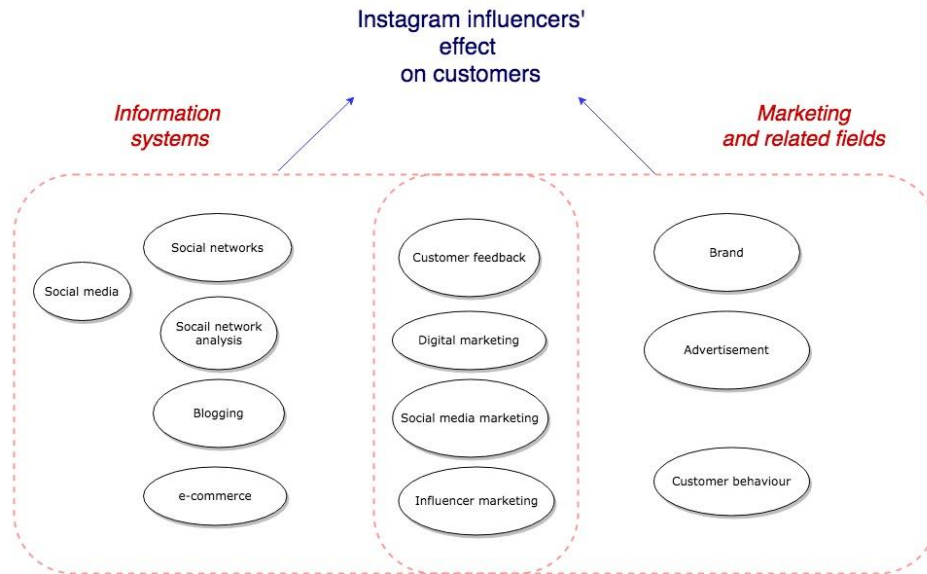 Instagram influencers'
effect
on customers
Information
systems
Marketing
and related fields
Social networks
Social media
Socail network
analysis
Blogging
e-commerce
Customer feedback
Digital marketing
Social media marketing
Influencer marketing
Brand
Advertisement
Customer behaviour